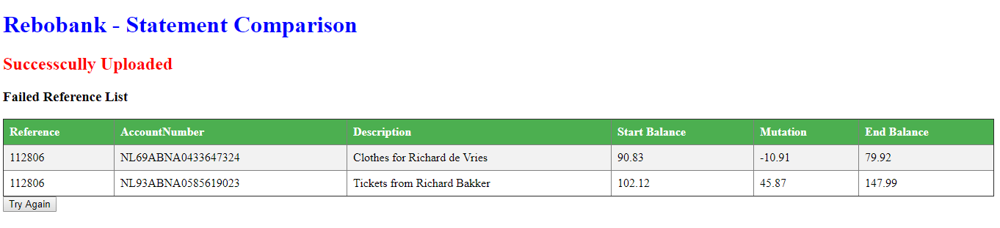 Rebobank - Statement Comparison
Successcully Uploaded
Failed Reference List
Reference AccountNumber Description Start Balance Mutation End Balance
112806 NL69ABNA0433647324 Clothes for Richard de Vries 90.83 -10.91 79.92
112806 NL93ABNA0585619023 Tickets from Richard Bakker 102.12 45.87 147.99
Try Again